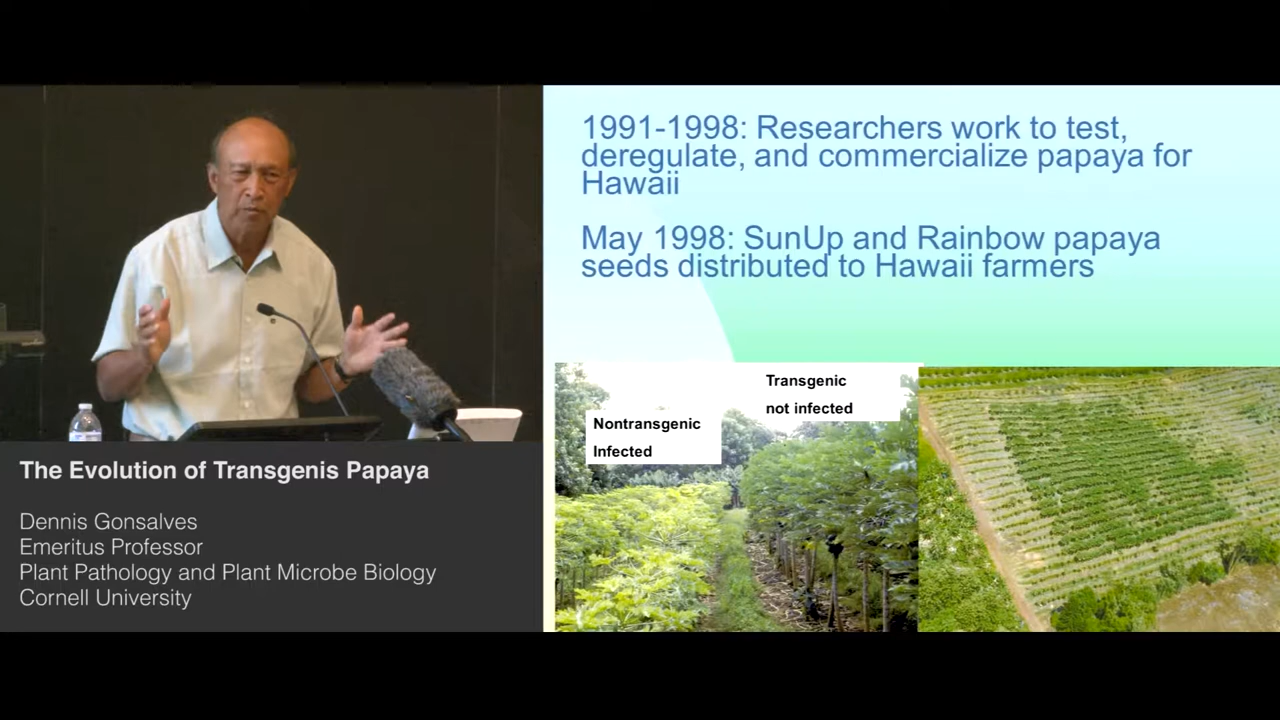 1991-1998: Researchers work to test,
deregulate, and commercialize papaya for
Hawaii
May 1998: SunUp and Rainbow papaya
seeds distributed to Hawaii farmers
Transgenic
not infected
Nontransgenic
Infected
The Evolution of Transgenis Papaya
Dennis Gonsalves
Emeritus Professor
Plant Pathology and Plant Microbe Biology
Cornell University